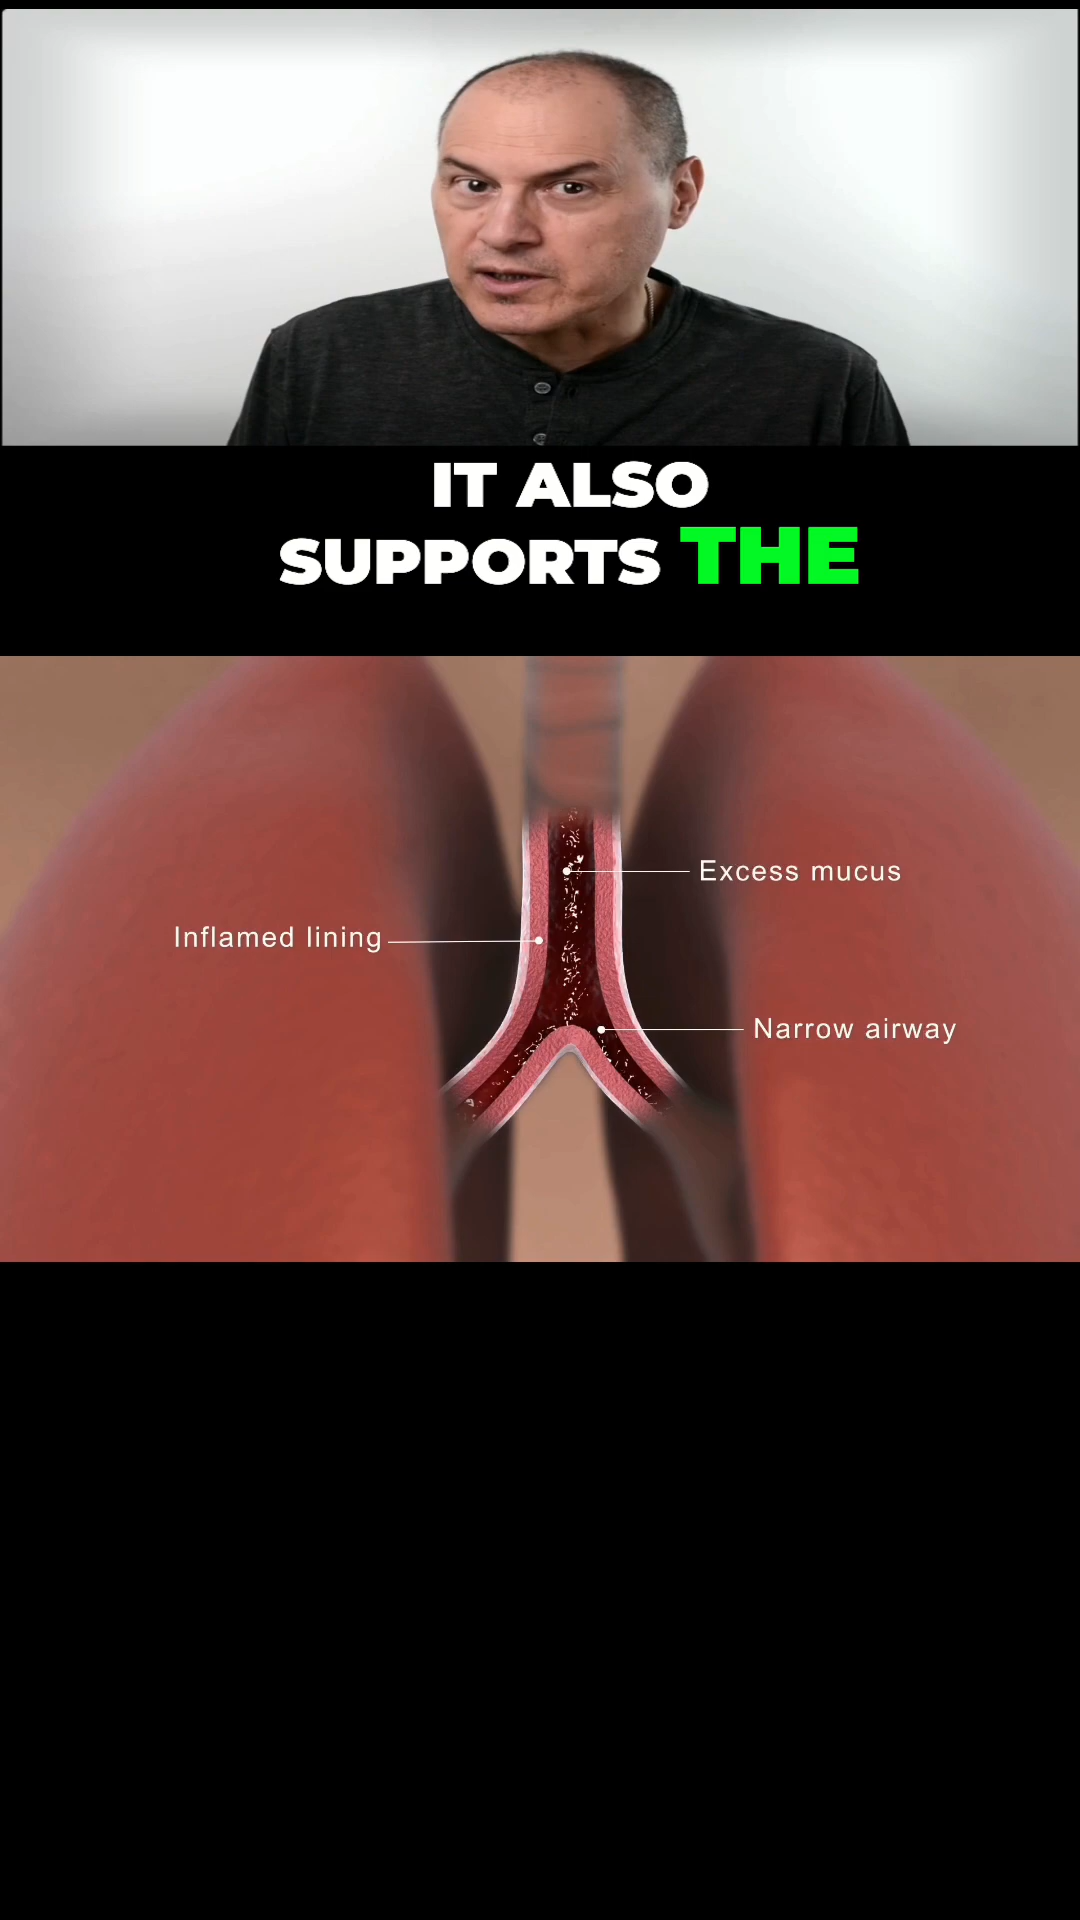 IT ALSO
SUPPORTS THE
Excess mucus
Inflamed lining
Narrow airway